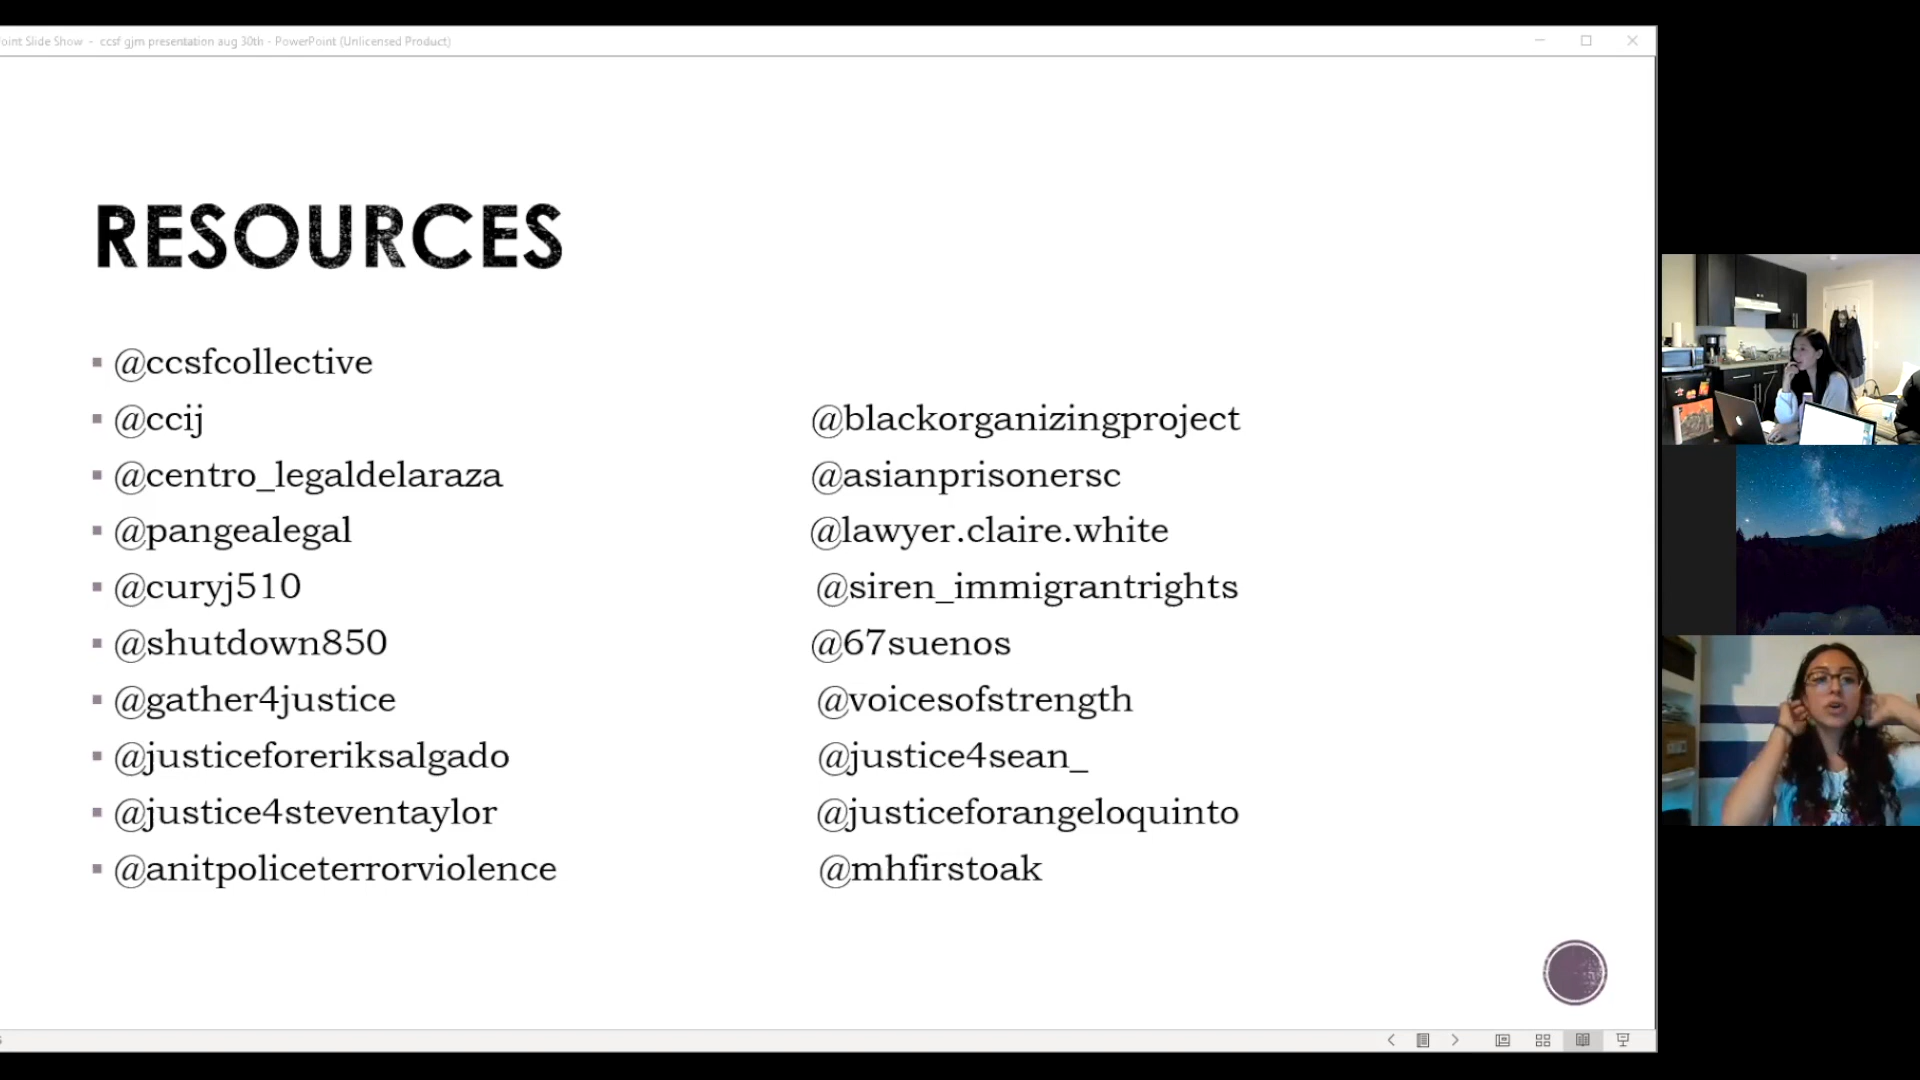 oint Slide Show - ccsf gjm presentation aug 30th - PowerPoint (Unlicensed Product)
RESOURCES
@ccsfcollective
@ccij @blackorganizingproject
@centro_legaldelaraza @asianprisonersc
@pangealegal @lawyer.claire.white
@curyj510 @siren_immigrantrights
@shutdown850 @67suenos
@gather4justice @voicesofstrength
@justiceforeriksalgado @justice4sean_
@justice4steventaylor @justiceforangeloquinto
@anitpoliceterrorviolence @mhfirstoak